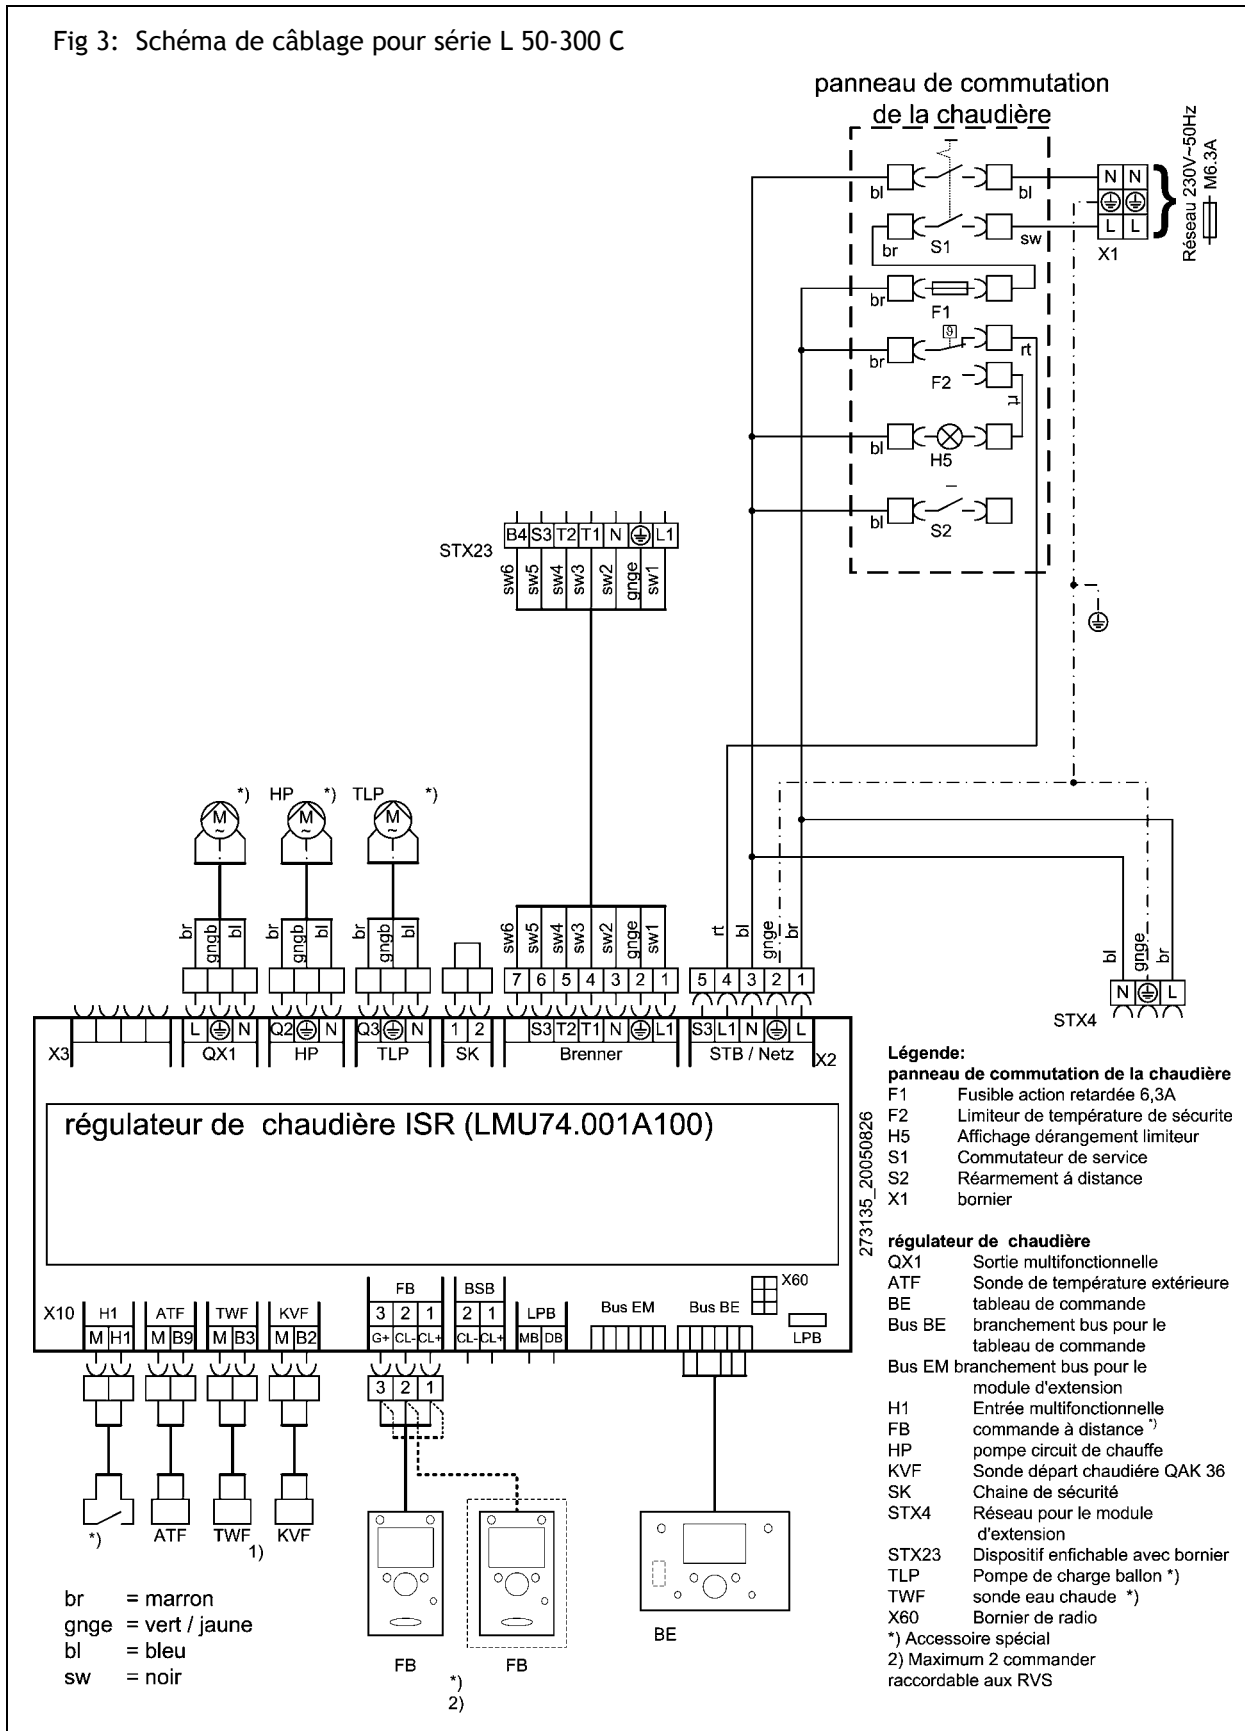 Fig 3: Schéma de câblage pour série L 50-300 C
panneau de commutation
de la chaudière
bl
bl
N N
L L
X1
Réseau 230V~50Hz
M6.3A
br
S1
sw
br
F1
br
F2
rt
rt
bl
H5
bl
S2
STX23
B4 S3 T2 T1 N L1
sw6 sw5 sw4 sw3 sw2 gnge sw1
*) HP *) TLP *)
M ~ M ~ M ~
br gngb bl br gngb bl br gngb bl
sw6 sw5 sw4 sw3 sw2 gnge sw1
rt bl gnge br
7 6 5 4 3 2 1
5 4 3 2 1
bl gnge br
N L
STX4
X3
L N
QX1
Q2 N
HP
Q3 N
TLP
1 2
SK
S3 T2 T1 N L1
Brenner
S3 L1 N L
STB / Netz
X2
régulateur de chaudière ISR (LMU74.001A100)
273135_20050826
X10
H1
M H1
ATF
M B9
TWF
M B3
KVF
M B2
FB
3 2 1
G+ CL- CL+
BSB
2 1
CL- CL+
LPB
MB DB
Bus EM
Bus BE
X60
LPB
3 2 1
*)
ATF
TWF 1)
KVF
FB
FB
*)
2)
BE
br = marron
gnge = vert / jaune
bl = bleu
sw = noir
Légende:
panneau de commutation de la chaudière
F1 Fusible action retardée 6,3A
F2 Limiteur de température de sécurite
H5 Affichage dérangement limiteur
S1 Commutateur de service
S2 Réarmement á distance
X1 bornier
régulateur de chaudière
QX1 Sortie multifonctionnelle
ATF Sonde de température extérieure
BE tableau de commande
Bus BE branchement bus pour le
tableau de commande
Bus EM branchement bus pour le
module d'extension
H1 Entrée multifonctionnelle
FB commande à distance *)
HP pompe circuit de chauffe
KVF Sonde départ chaudiére QAK 36
SK Chaine de sécurité
STX4 Réseau pour le module
d'extension
STX23 Dispositif enfichable avec bornier
TLP Pompe de charge ballon *)
TWF sonde eau chaude *)
X60 Bornier de radio
*) Accessoire spécial
2) Maximum 2 commander
raccordable aux RVS